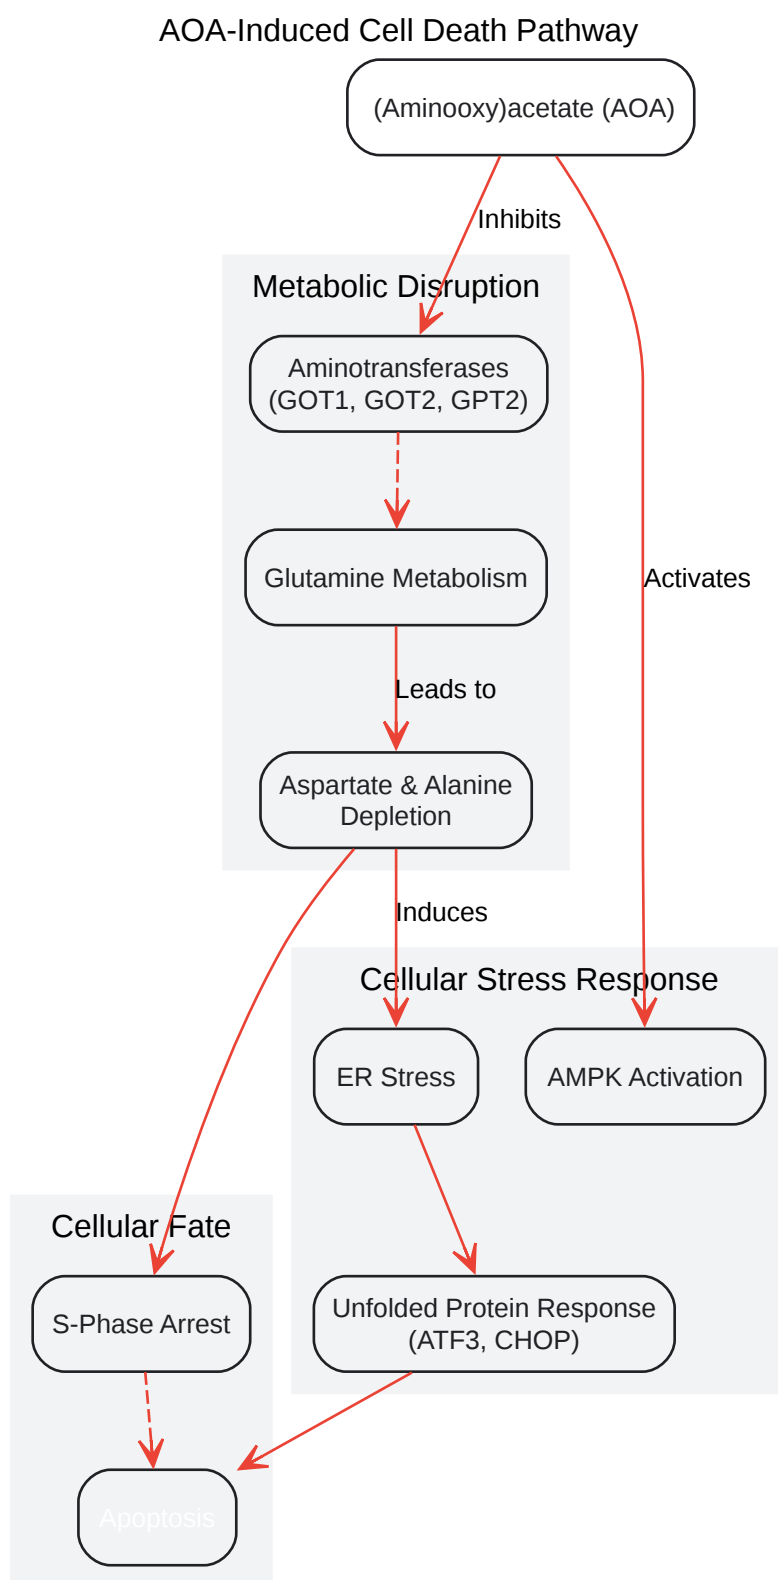 AOA-Induced Cell Death Pathway
(Aminooxy)acetate (AOA)
Inhibits
Metabolic Disruption
Aminotransferases
(GOT1, GOT2, GPT2)
Glutamine Metabolism
Activates
Leads to
Aspartate & Alanine
Depletion
Induces
Cellular Stress Response
ER Stress
AMPK Activation
Cellular Fate
S-Phase Arrest
Unfolded Protein Response
(ATF3, CHOP)
Apoptosis